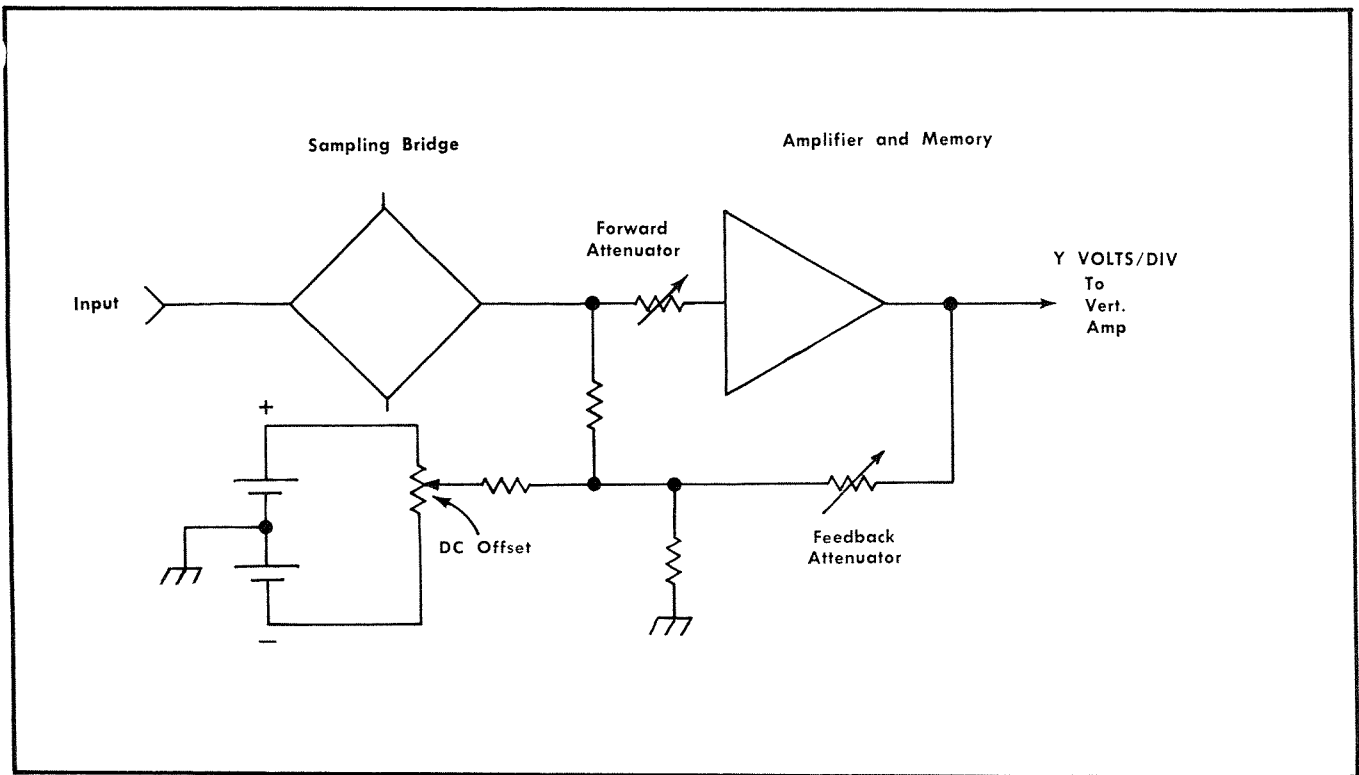 Sampling Bridge
Amplifier and Memory
Forward
Attenuator
Y VOLTS/DIV
To
Vert.
Amp
Input
+
DC Offset
Feedback
Attenuator
—